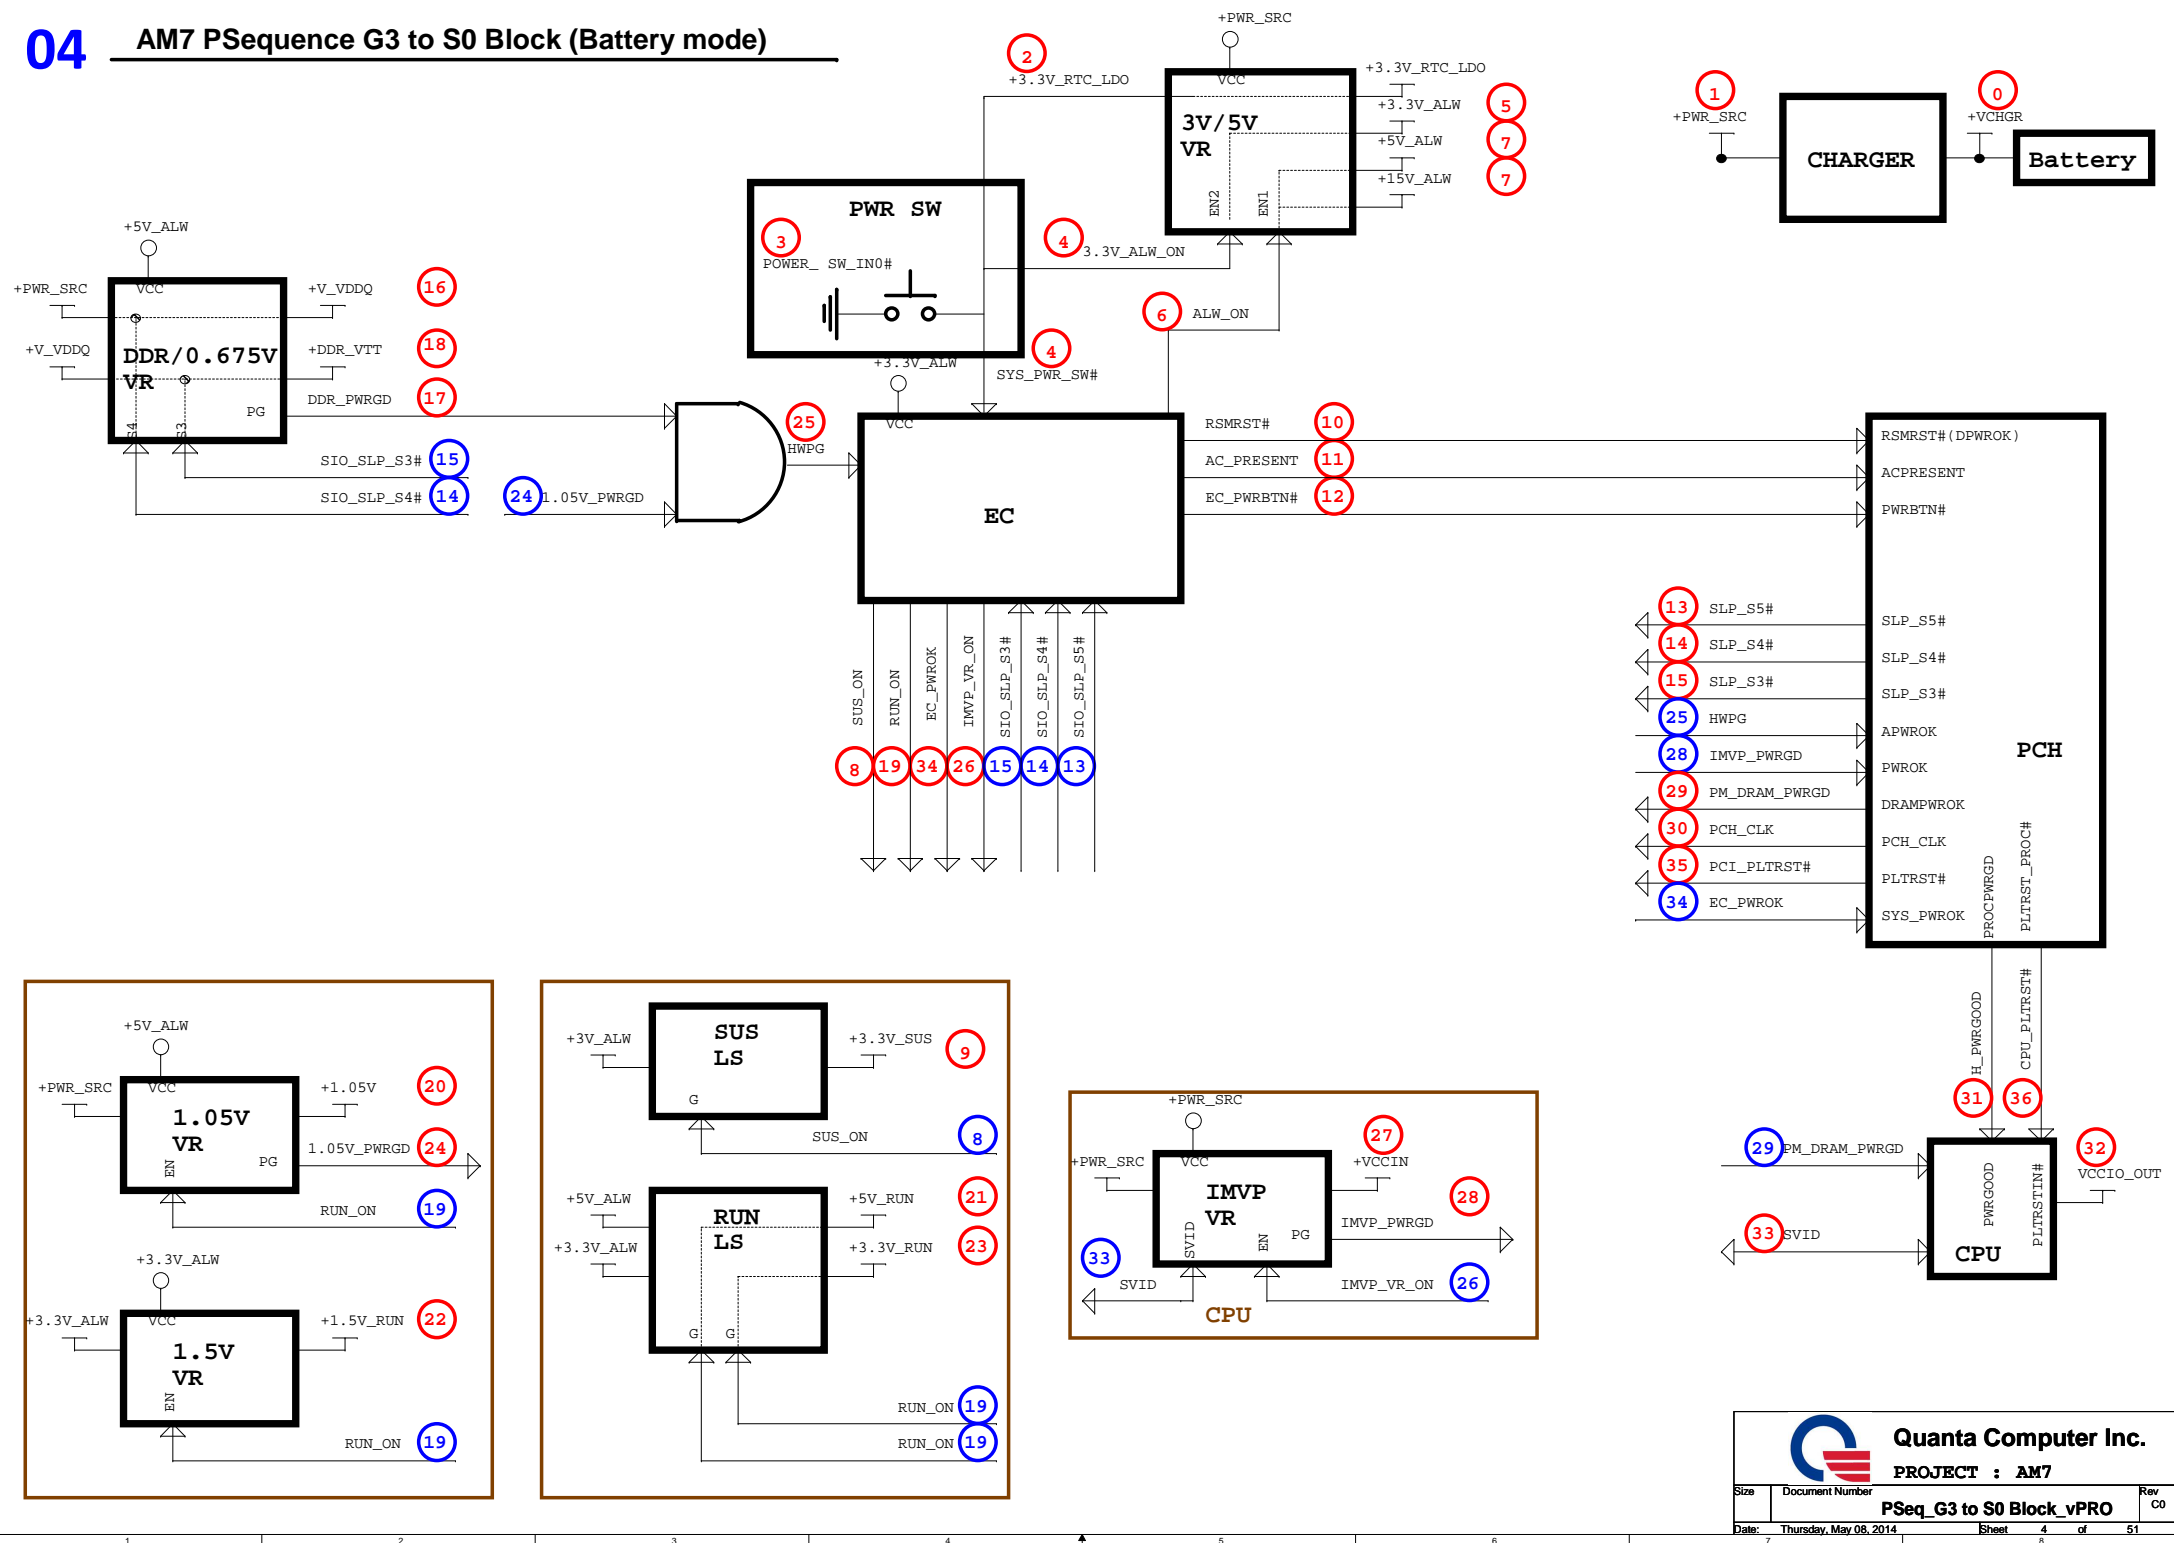 04 AM7 PSequence G3 to S0 Block (Battery mode)
+PWR_SRC
2
+3.3V_RTC_LDO
VCC
3V/5V
VR
EN2
EN1
+3.3V_RTC_LDO
+3.3V_ALW 5
+5V_ALW 7
+15V_ALW 7
1
+PWR_SRC
CHARGER
0
+VCHGR
Battery
PWR SW
3
POWER_ SW_IN0#
4
3.3V_ALW_ON
6 ALW_ON
4
SYS_PWR_SW#
+5V_ALW
VCC
+PWR_SRC
+V_VDDQ
DDR/0.675V
VR
PG
S4
S3
+V_VDDQ 16
+DDR_VTT 18
DDR_PWRGD 17
SIO_SLP_S3# 15
SIO_SLP_S4# 14
24 1.05V_PWRGD
25
HWPG
+3.3V_ALW
VCC
EC
RSMRST# 10
AC_PRESENT 11
EC_PWRBTN# 12
SUS_ON
RUN_ON
EC_PWROK
IMVP_VR_ON
SIO_SLP_S3#
SIO_SLP_S4#
SIO_SLP_S5#
8 19 34 26 15 14 13
RSMRST#(DPWROK)
ACPRESENT
PWRBTN#
13 SLP_S5# SLP_S5#
14 SLP_S4# SLP_S4#
15 SLP_S3# SLP_S3#
25 HWPG APWROK
PCH
28 IMVP_PWRGD PWROK
29 PM_DRAM_PWRGD DRAMPWROK
30 PCH_CLK PCH_CLK
35 PCI_PLTRST# PLTRST#
34 EC_PWROK SYS_PWROK
PROCPWRGD
PLTRST_PROC#
H_PWRGOOD
CPU_PLTRST#
31 36
29 PM_DRAM_PWRGD
33 SVID
PWRGOOD
PLTRSTIN#
CPU
32
VCCIO_OUT
+5V_ALW
+PWR_SRC
VCC
1.05V
VR
EN
PG
+1.05V 20
1.05V_PWRGD 24
RUN_ON 19
+3.3V_ALW
+3.3V_ALW
VCC
1.5V
VR
EN
+1.5V_RUN 22
RUN_ON 19
+3V_ALW
SUS
LS
G
+3.3V_SUS 9
SUS_ON 8
+5V_ALW
+3.3V_ALW
RUN
LS
G G
+5V_RUN 21
+3.3V_RUN 23
RUN_ON 19
RUN_ON 19
+PWR_SRC
+PWR_SRC
VCC
IMVP
VR
SVID
EN
PG
27
+VCCIN
28
IMVP_PWRGD
33
SVID
IMVP_VR_ON 26
CPU
Quanta Computer Inc.
PROJECT : AM7
Size Document Number Rev
PSeq_G3 to S0 Block_vPRO C0
Date: Thursday, May 08, 2014 Sheet 4 of 51
1 2 3 4 5 6 7 8